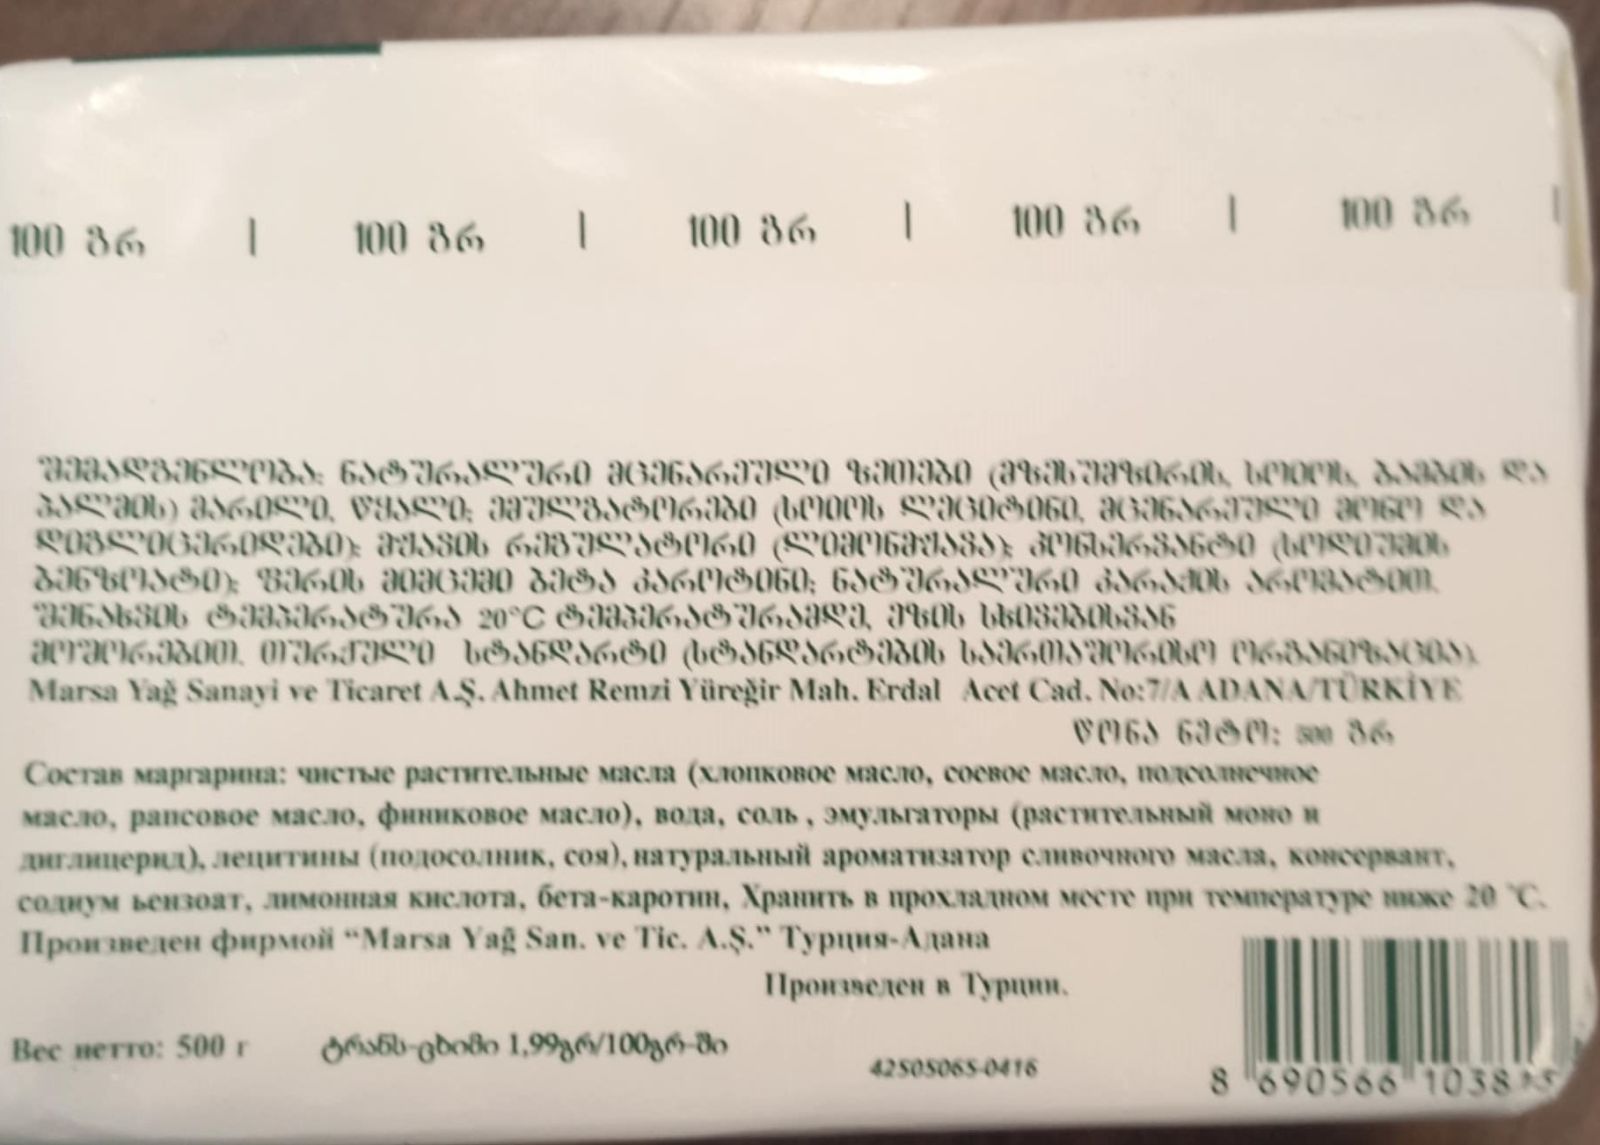 100 გრ | 100 გრ | 100 გრ | 100 გრ | 100 გრ |
შემადგენლობა: ნატურალური მცენარეული ზეთები (მზესუმზირის, სოიოს, ბამბის და
პალმის) მარილი, წყალი; ემულგატორები (სოიოს ლეციტინი, მცენარეული მონო და
დიგლიცერიდები); მჟავის რეგულატორი (ლიმონმჟავა); კონსერვანტი (სოდიუმის
ბენზოატი); ფერის მიმცემი ბეტა კაროტინი; ნატურალური კარაქის არომატით.
შენახვის ტემპერატურა 20°C ტემპერატურამდე, მზის სხივებისგან
მოშორებით. თურქული სტანდარტი (სტანდარტების საერთაშორისო ორგანიზაცია).
Marsa Yağ Sanayi ve Ticaret A.Ş. Ahmet Remzi Yüreğir Mah. Erdal Acet Cad. No:7/A ADANA/TÜRKİYE
წონა ნეტო: 500 გრ
Состав маргарина: чистые растительные масла (хлопковое масло, соевое масло, подсолнечное
масло, рапсовое масло, финиковое масло), вода, соль , эмульгаторы (растительный моно и
диглицерид), лецитины (подосолник, соя), натуральный ароматизатор сливочного масла, консервант,
содиум ьензоат, лимонная кислота, бета-каротин, Хранить в прохладном месте при температуре ниже 20 °C.
Произведен фирмой “Marsa Yağ San. ve Tic. A.Ş.” Турция-Адана
Произведен в Турции.
Вес нетто: 500 г ტრანს-ცხიმი 1,99გრ/100გრ-ში
42505065-0416
8 690566 1038